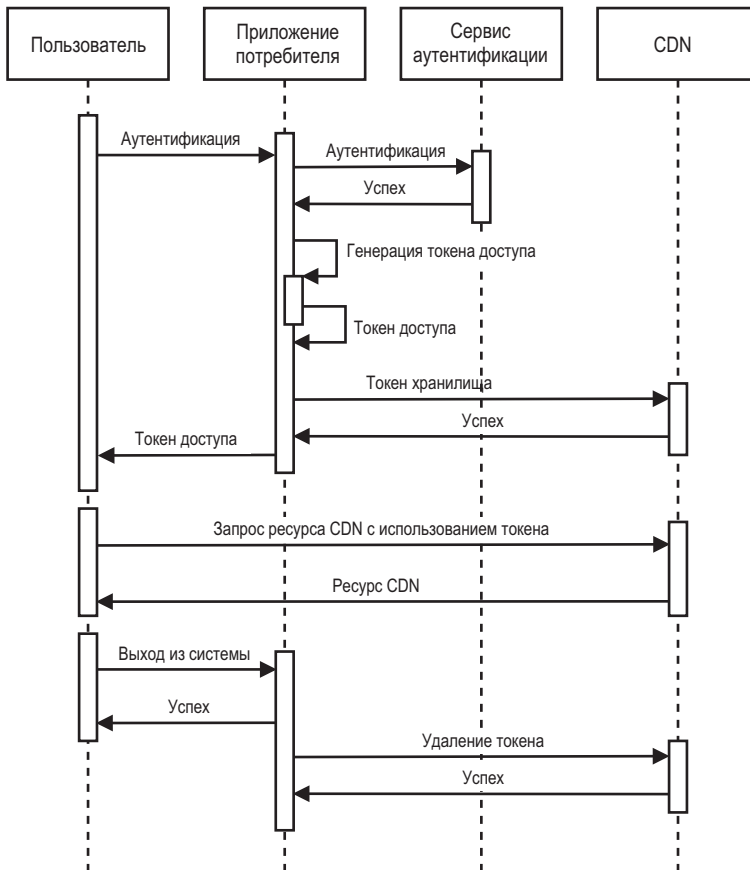 Пользователь
Приложение
потребителя
Сервис
аутентификации
CDN
Аутентификация
Аутентификация
Успех
Генерация токена доступа
Токен доступа
Токен хранилища
Успех
Токен доступа
Запрос ресурса CDN с использованием токена
Ресурс CDN
Выход из системы
Успех
Удаление токена
Успех